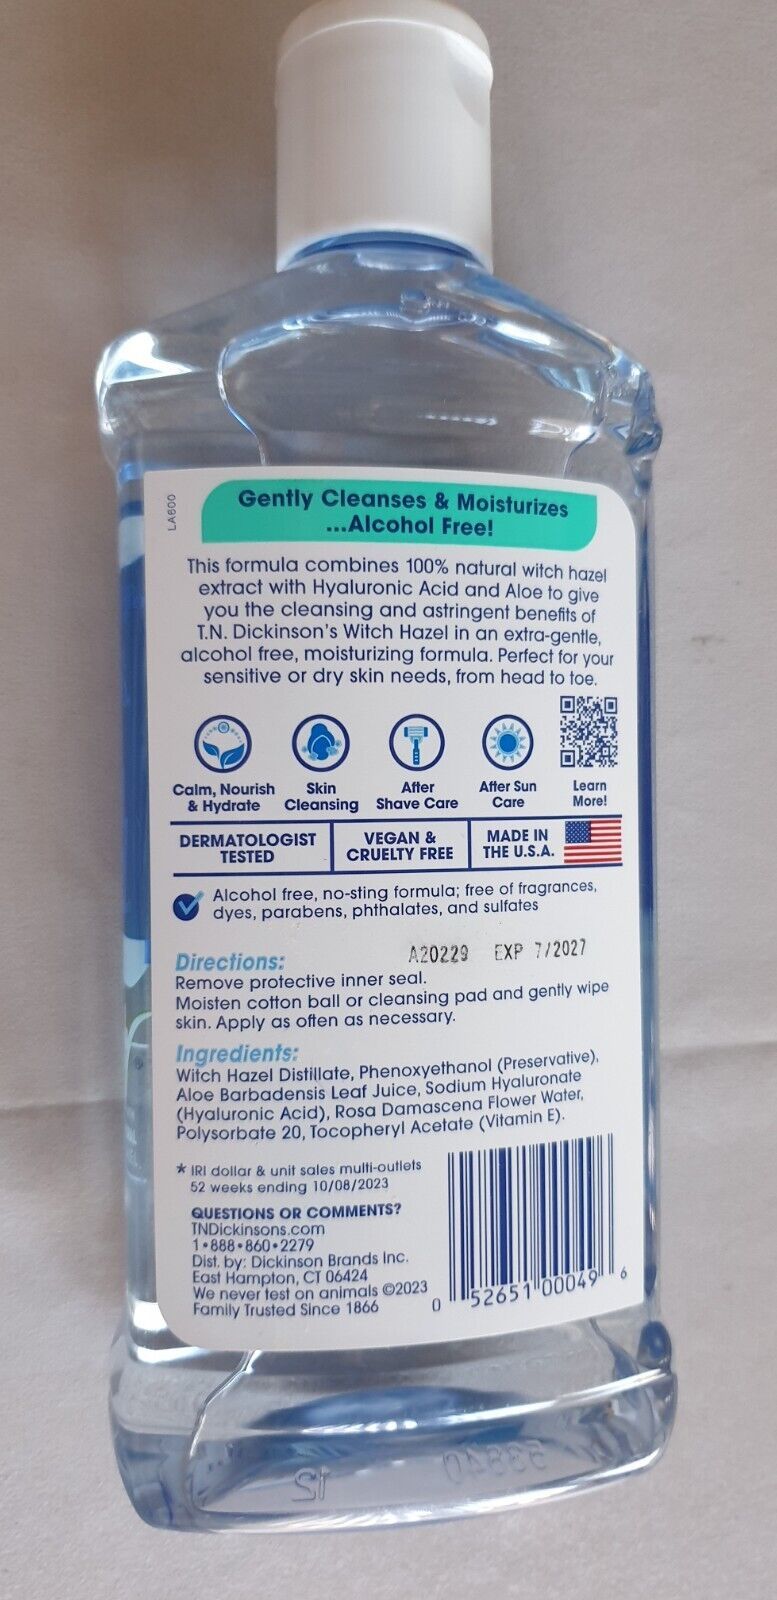 LA600
Gently Cleanses & Moisturizes
...Alcohol Free!
This formula combines 100% natural witch hazel
extract with Hyaluronic Acid and Aloe to give
you the cleansing and astringent benefits of
T.N. Dickinson's Witch Hazel in an extra-gentle,
alcohol free, moisturizing formula. Perfect for your
sensitive or dry skin needs, from head to toe.
Calm, Nourish
& Hydrate
Skin
Cleansing
After
Shave Care
After Sun
Care
Learn
More!
DERMATOLOGIST
TESTED
VEGAN &
CRUELTY FREE
MADE IN
THE U.S.A.
Alcohol free, no-sting formula; free of fragrances,
dyes, parabens, phthalates, and sulfates
A20229 EXP 7/2027
Directions:
Remove protective inner seal.
Moisten cotton ball or cleansing pad and gently wipe
skin. Apply as often as necessary.
Ingredients:
Witch Hazel Distillate, Phenoxyethanol (Preservative),
Aloe Barbadensis Leaf Juice, Sodium Hyaluronate
(Hyaluronic Acid), Rosa Damascena Flower Water,
Polysorbate 20, Tocopheryl Acetate (Vitamin E).
* IRI dollar & unit sales multi-outlets
52 weeks ending 10/08/2023
QUESTIONS OR COMMENTS?
TNDickinsons.com
1•888•860•2279
Dist. by: Dickinson Brands Inc.
East Hampton, CT 06424
We never test on animals ©2023
Family Trusted Since 1866
0 52651 00049 6